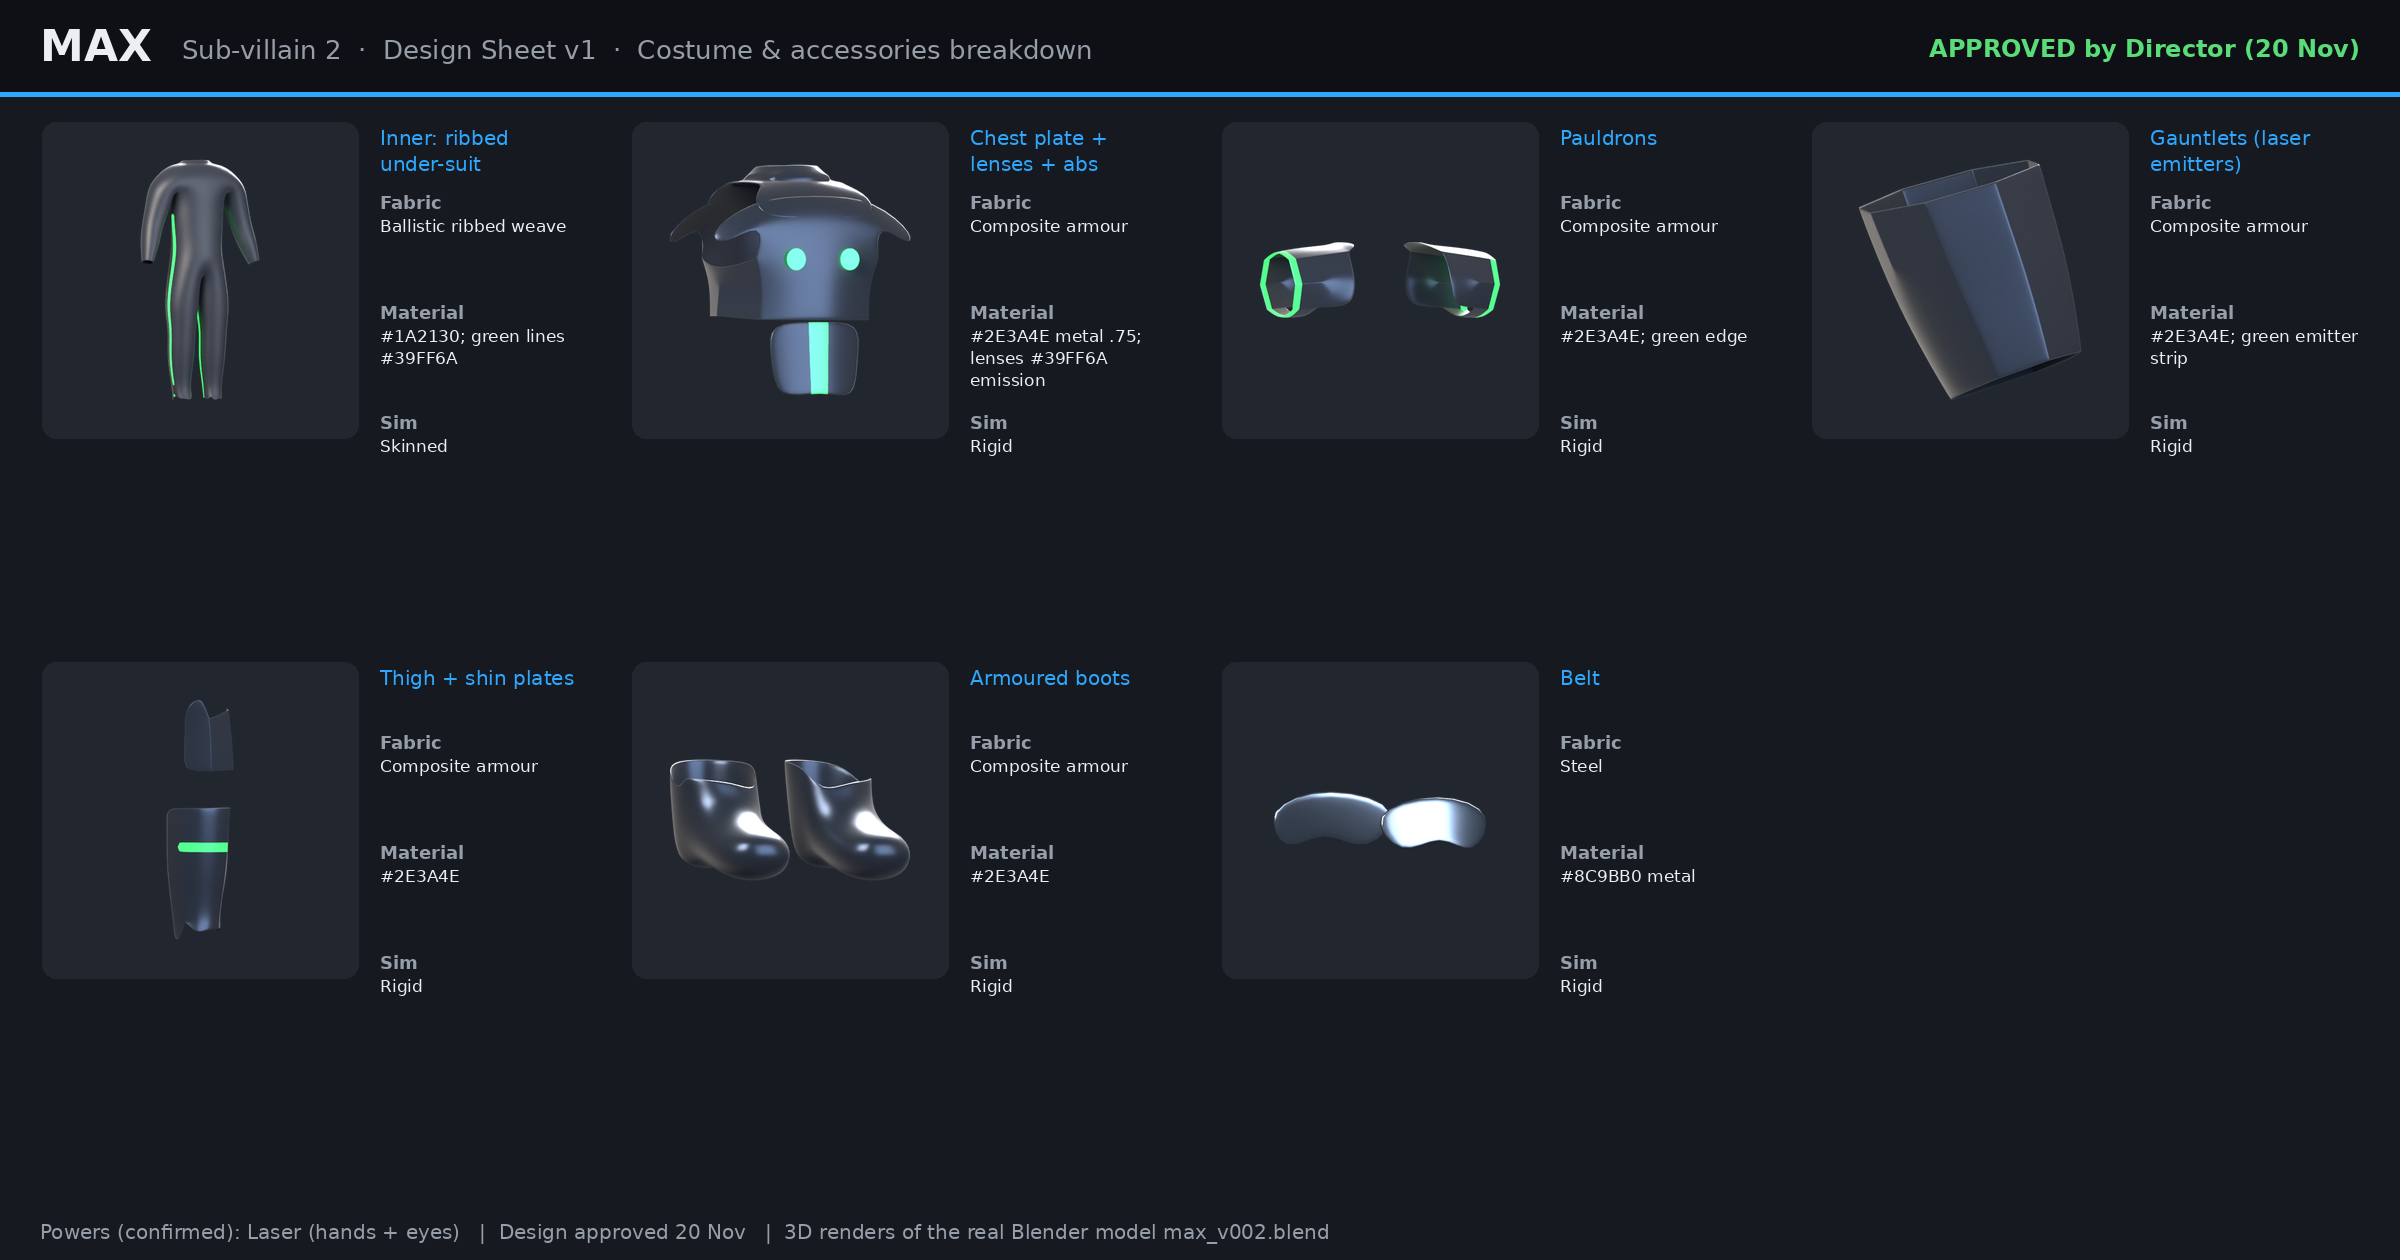 MAX Sub-villain 2 · Design Sheet v1 · Costume & accessories breakdown APPROVED by Director (20 Nov)
Inner: ribbed
under-suit
Fabric
Ballistic ribbed weave
Material
#1A2130; green lines
#39FF6A
Sim
Skinned
Chest plate +
lenses + abs
Fabric
Composite armour
Material
#2E3A4E metal .75;
lenses #39FF6A
emission
Sim
Rigid
Pauldrons
Fabric
Composite armour
Material
#2E3A4E; green edge
Sim
Rigid
Gauntlets (laser
emitters)
Fabric
Composite armour
Material
#2E3A4E; green emitter
strip
Sim
Rigid
Thigh + shin plates
Fabric
Composite armour
Material
#2E3A4E
Sim
Rigid
Armoured boots
Fabric
Composite armour
Material
#2E3A4E
Sim
Rigid
Belt
Fabric
Steel
Material
#8C9BB0 metal
Sim
Rigid
Powers (confirmed): Laser (hands + eyes) | Design approved 20 Nov | 3D renders of the real Blender model max_v002.blend